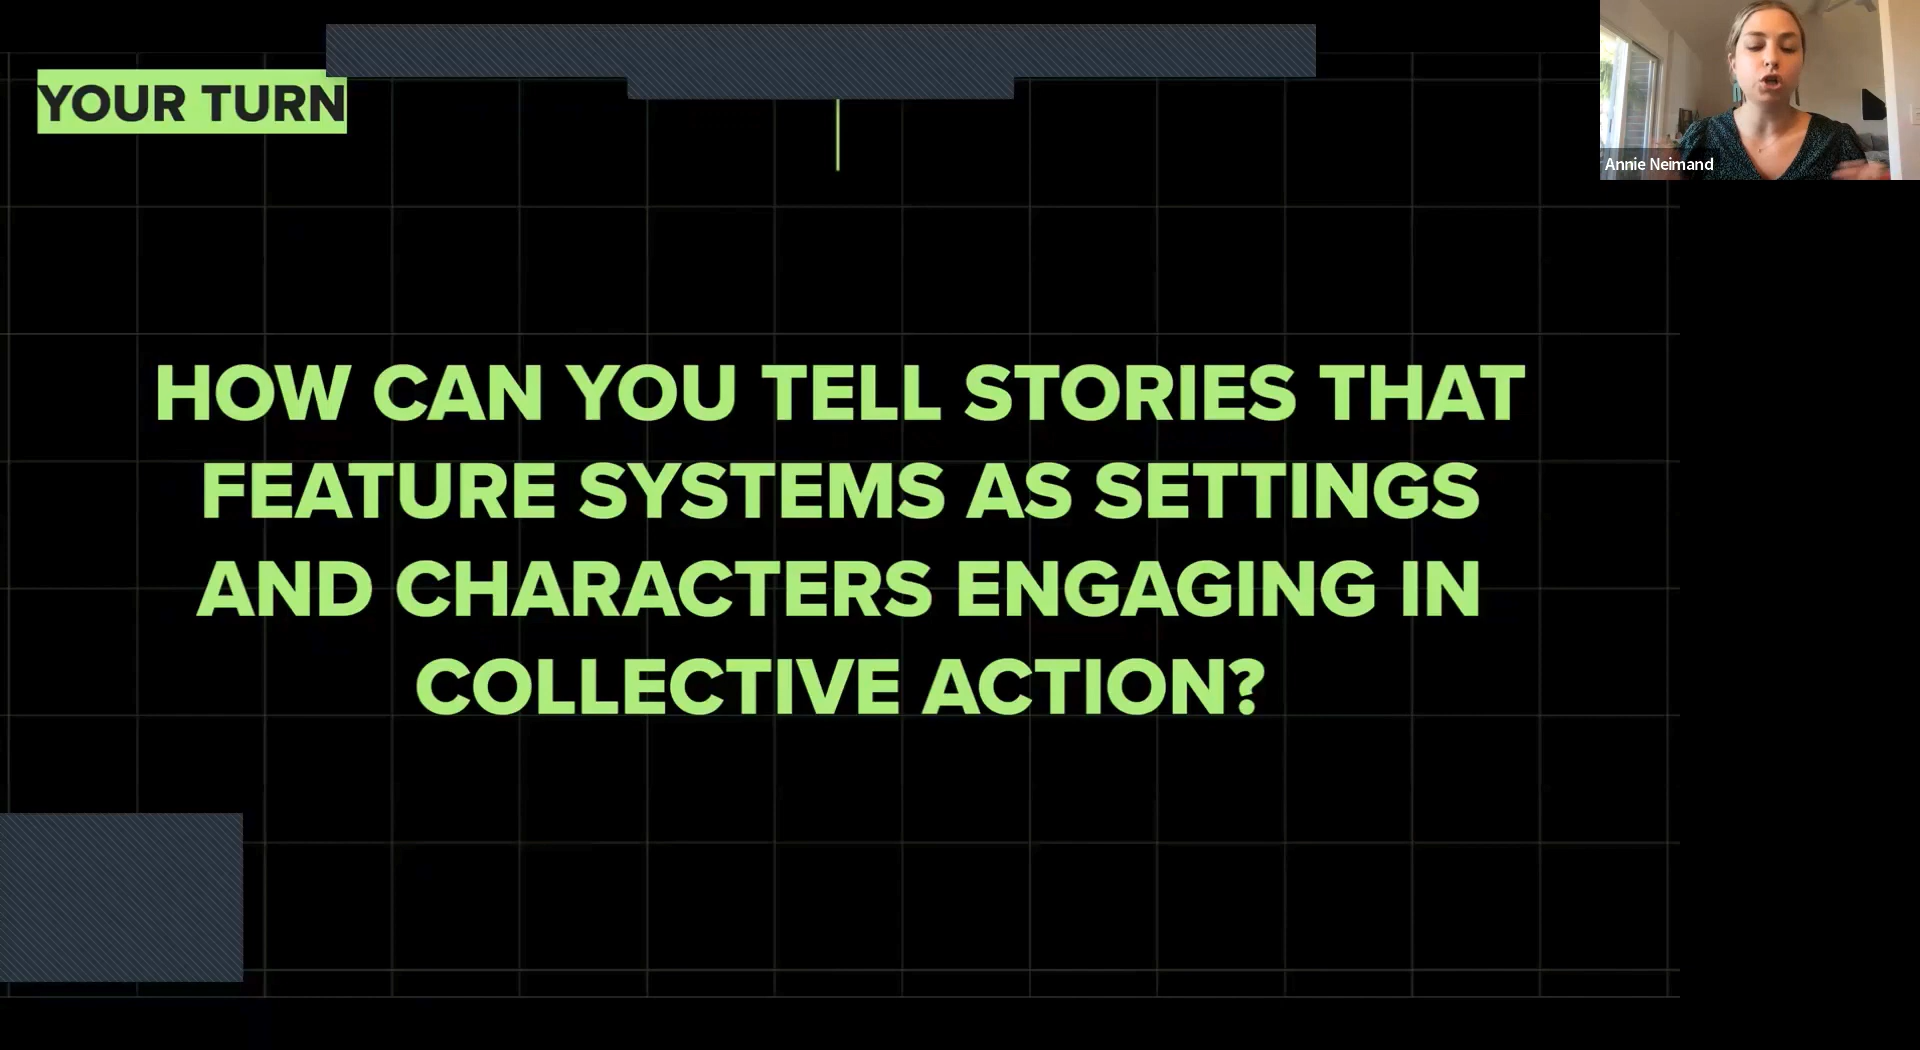 YOUR TURN
Annie Neimand
HOW CAN YOU TELL STORIES THAT
FEATURE SYSTEMS AS SETTINGS
AND CHARACTERS ENGAGING IN
COLLECTIVE ACTION?